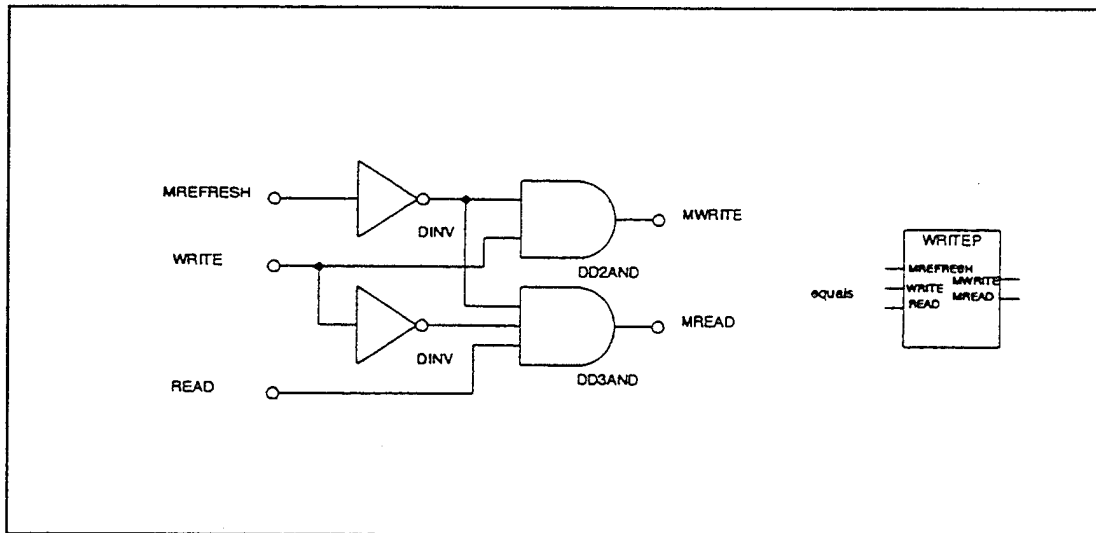 MREFRESH
DINV
MWRITE
WRITE
DD2AND
DINV
MREAD
READ
DD3AND
equals
WRITEP
MREFRESH
MWRITE
WRITE
MREAD
READ